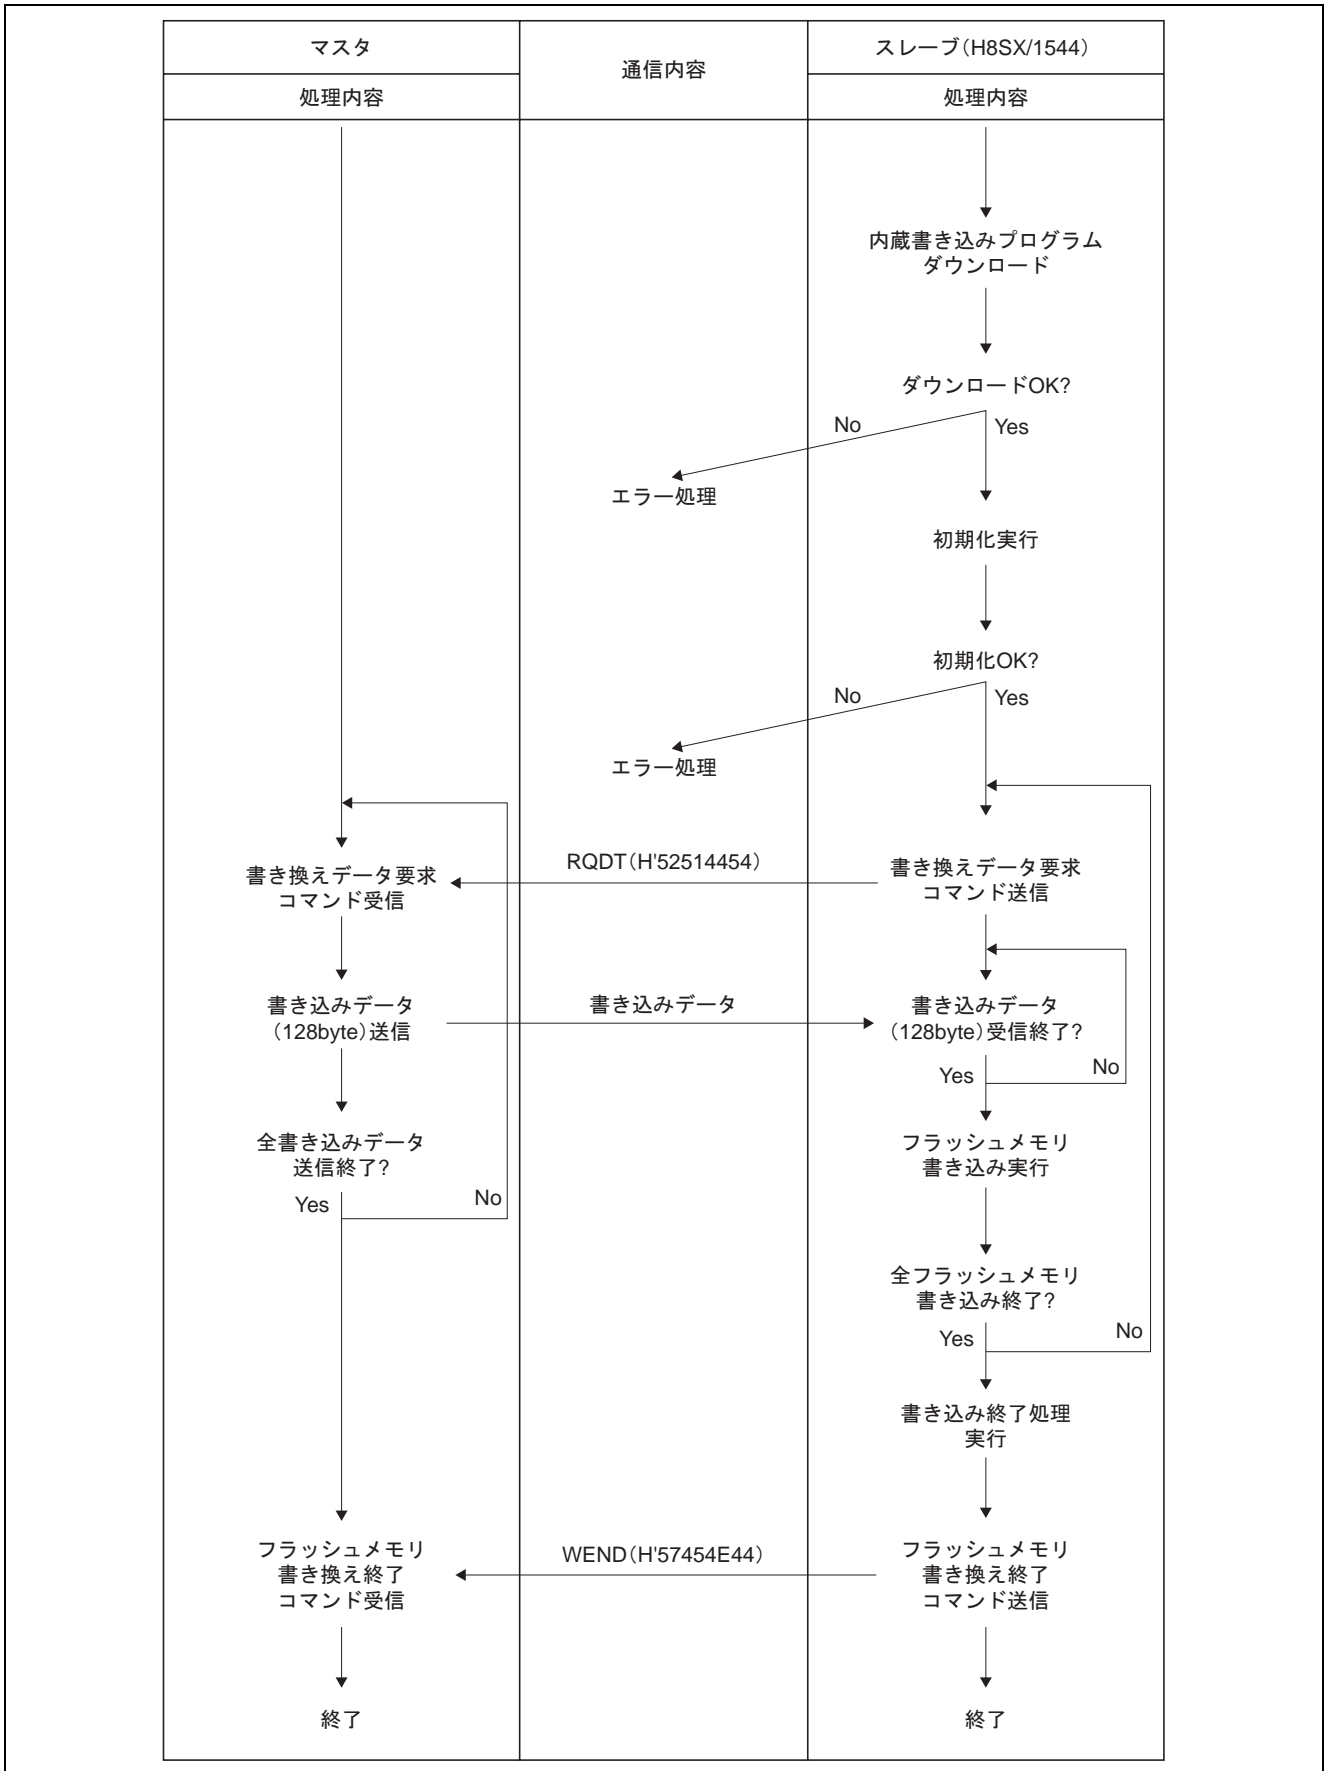 マスタ
通信内容
スレーブ(H8SX/1544)
処理内容
処理内容
内蔵書き込みプログラム
ダウンロード
ダウンロードOK?
No
Yes
エラー処理
初期化実行
初期化OK?
No
Yes
エラー処理
書き換えデータ要求
コマンド受信
RQDT(H'52514454)
書き換えデータ要求
コマンド送信
書き込みデータ
(128byte)送信
書き込みデータ
書き込みデータ
(128byte)受信終了?
Yes
No
全書き込みデータ
送信終了?
Yes
No
フラッシュメモリ
書き込み実行
全フラッシュメモリ
書き込み終了?
Yes
No
書き込み終了処理
実行
フラッシュメモリ
書き換え終了
コマンド受信
WEND(H'57454E44)
フラッシュメモリ
書き換え終了
コマンド送信
終了
終了